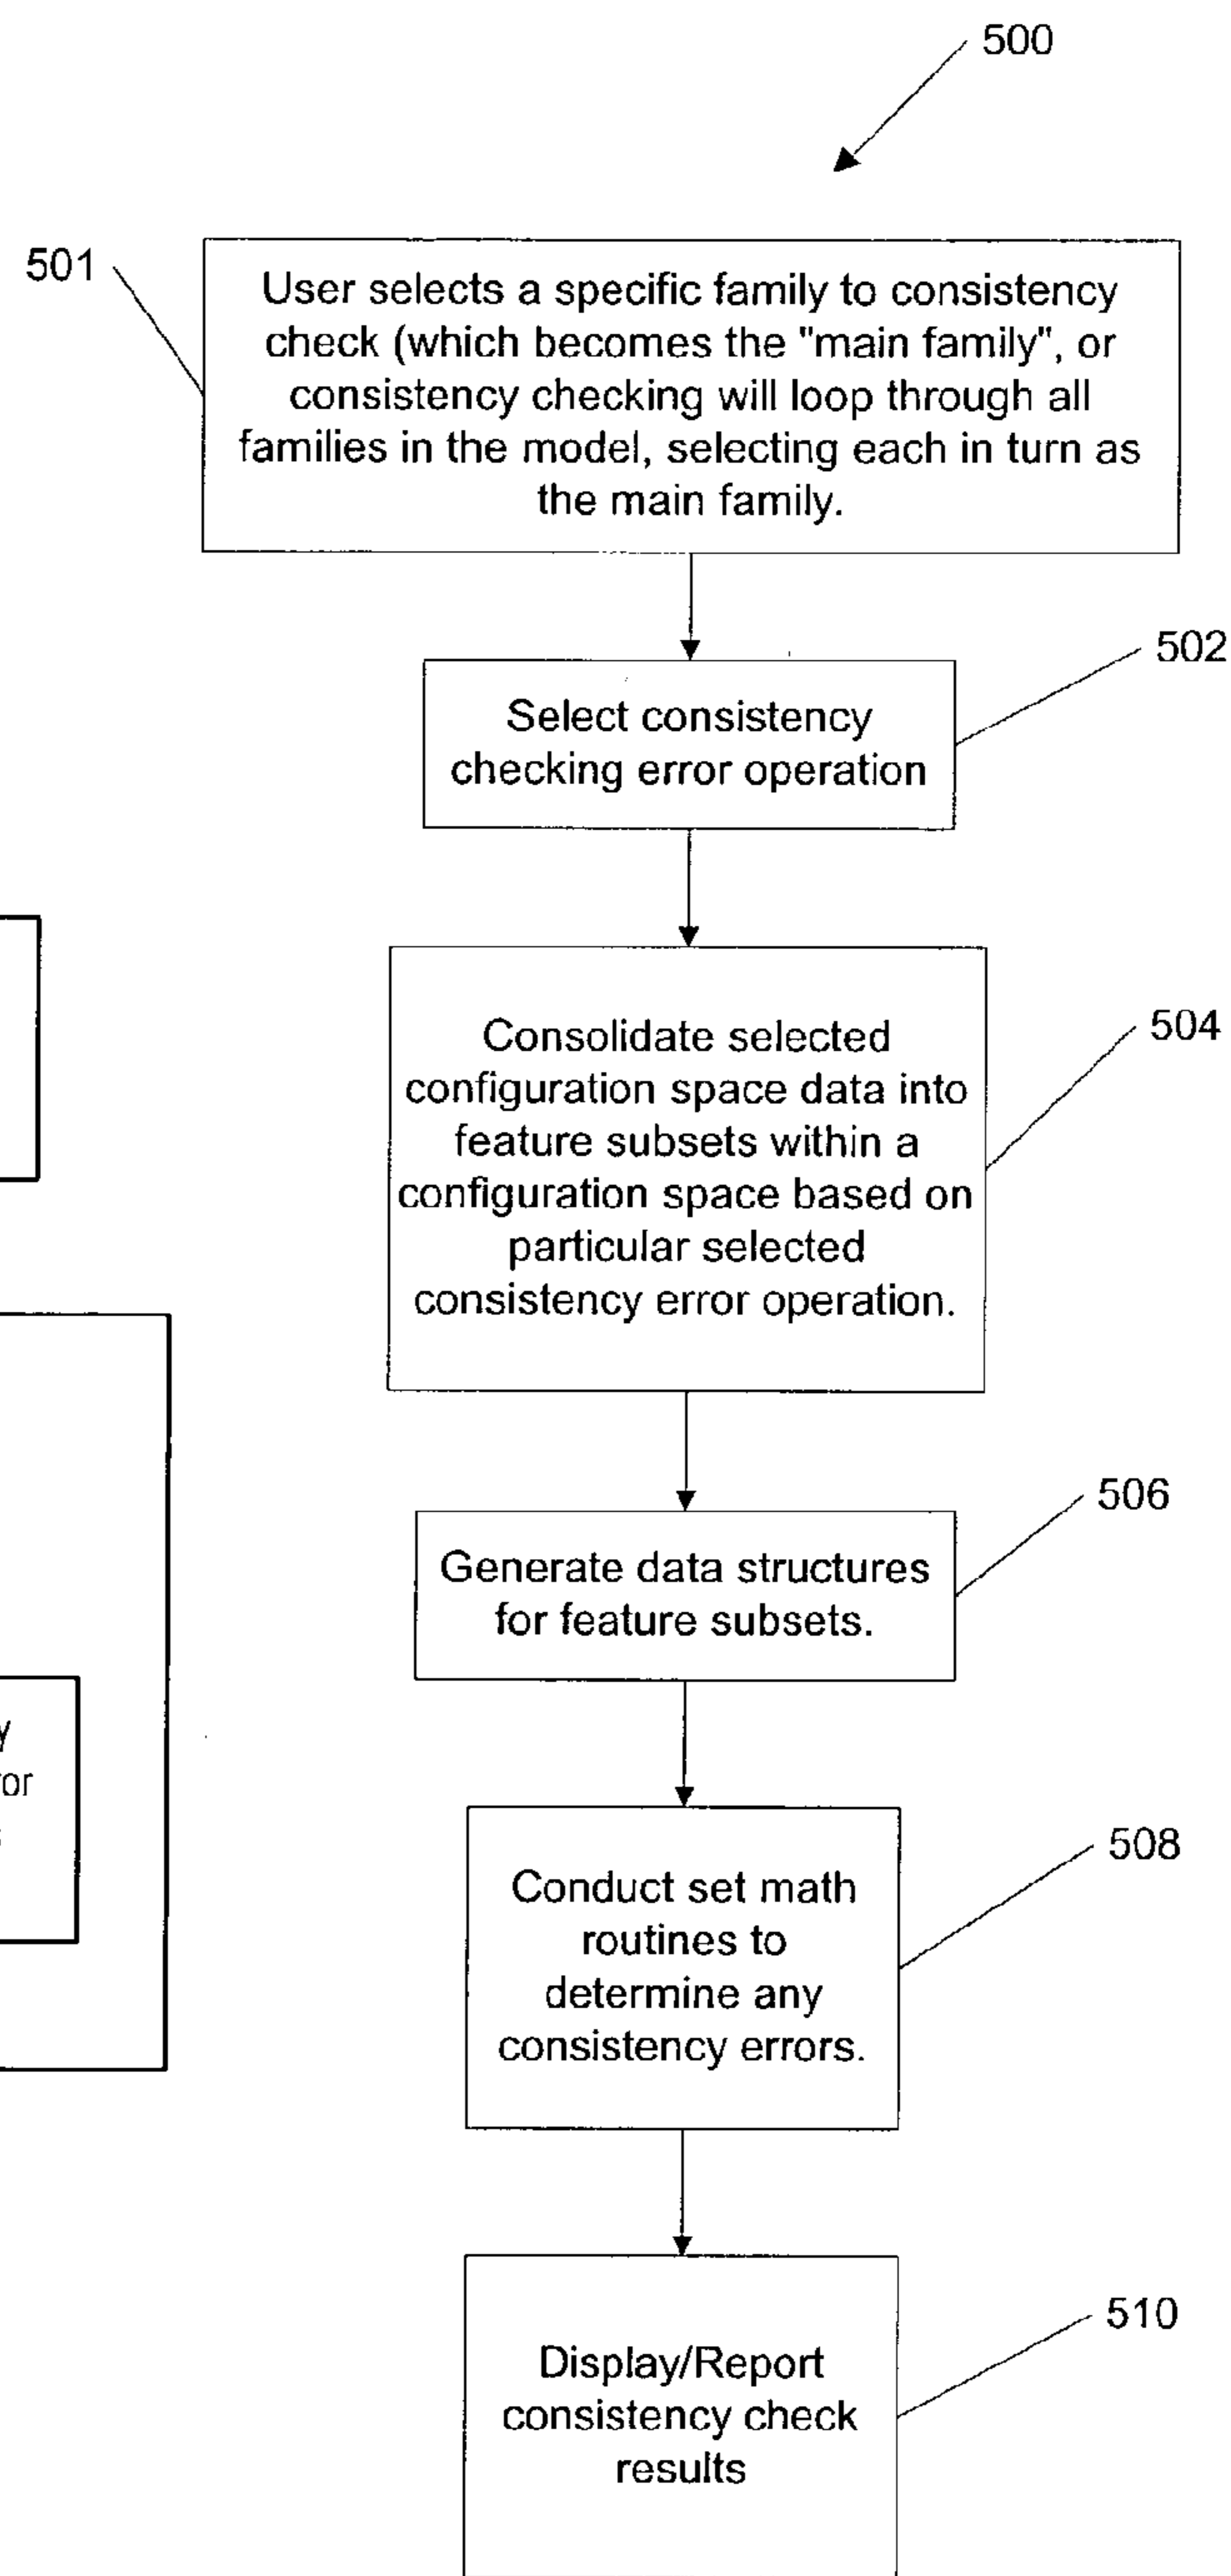 500
501
User selects a specific family to consistency
check (which becomes the "main family", or
consistency checking will loop through all
families in the model, selecting each in turn as
the main family.
502
Select consistency
checking error operation
504
Consolidate selected
configuration space data into
feature subsets within a
configuration space based on
particular selected
consistency error operation.
506
Generate data structures
for feature subsets.
508
Conduct set math
routines to
determine any
consistency errors.
510
Display/Report
consistency check
results